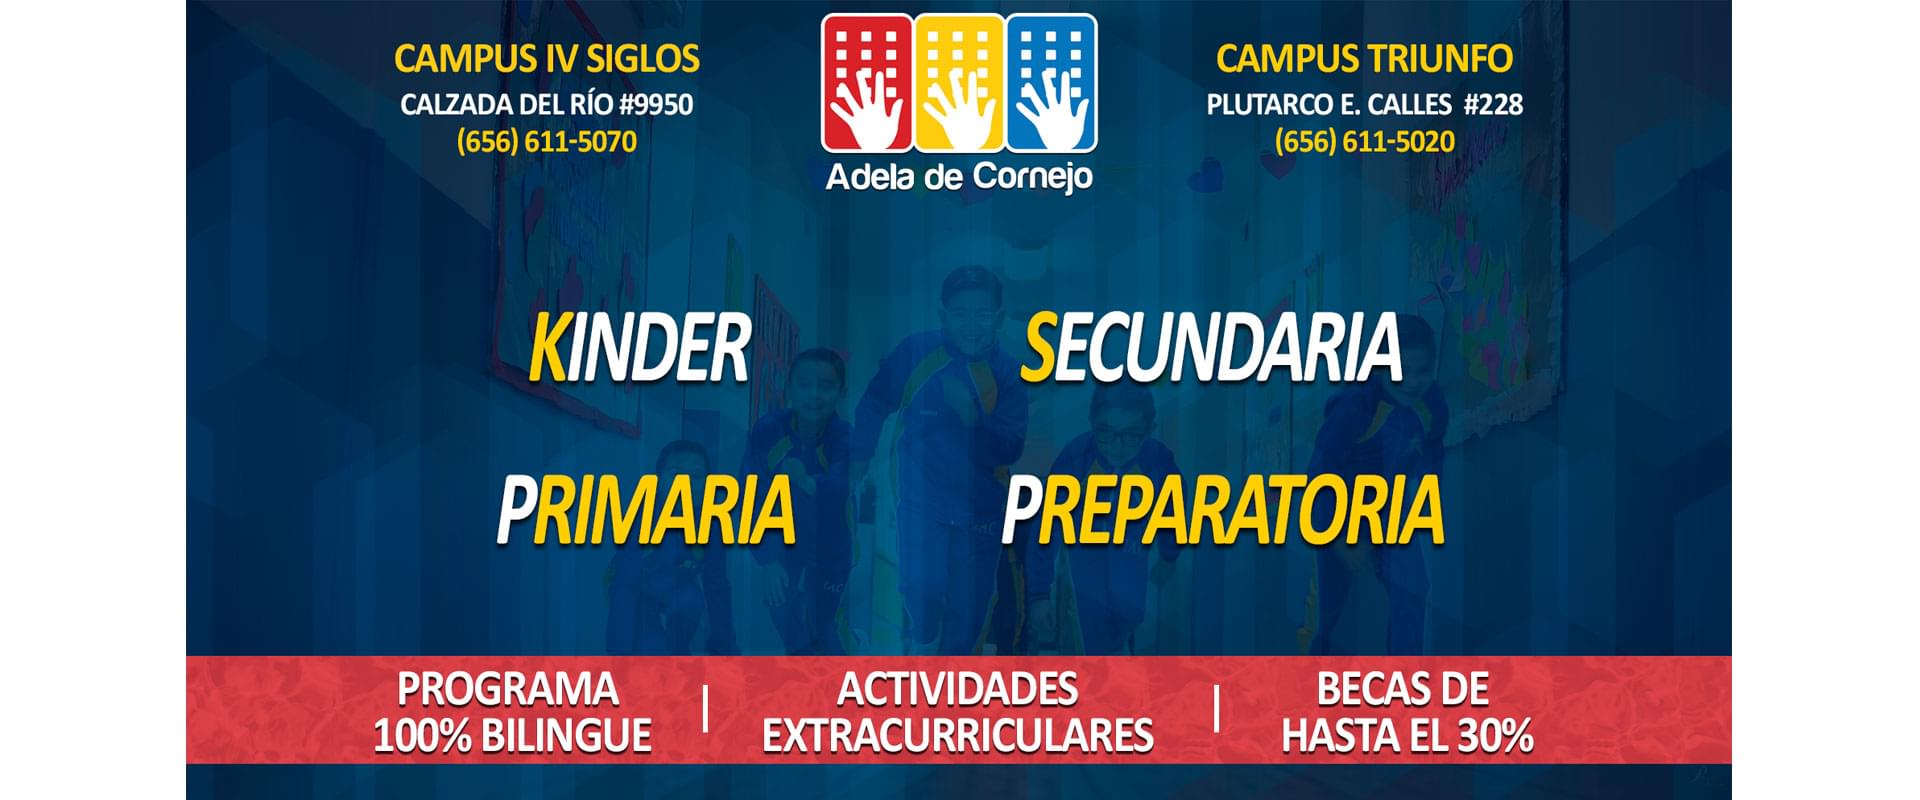 CAMPUS IV SIGLOS
CALZADA DEL RÍO #9950
(656) 611-5070
Adela de Cornejo
CAMPUS TRIUNFO
PLUTARCO E. CALLES #228
(656) 611-5020
KINDER
SECUNDARIA
PRIMARIA
PREPARATORIA
PROGRAMA
100% BILINGUE
ACTIVIDADES
EXTRACURRICULARES
BECAS DE
HASTA EL 30%